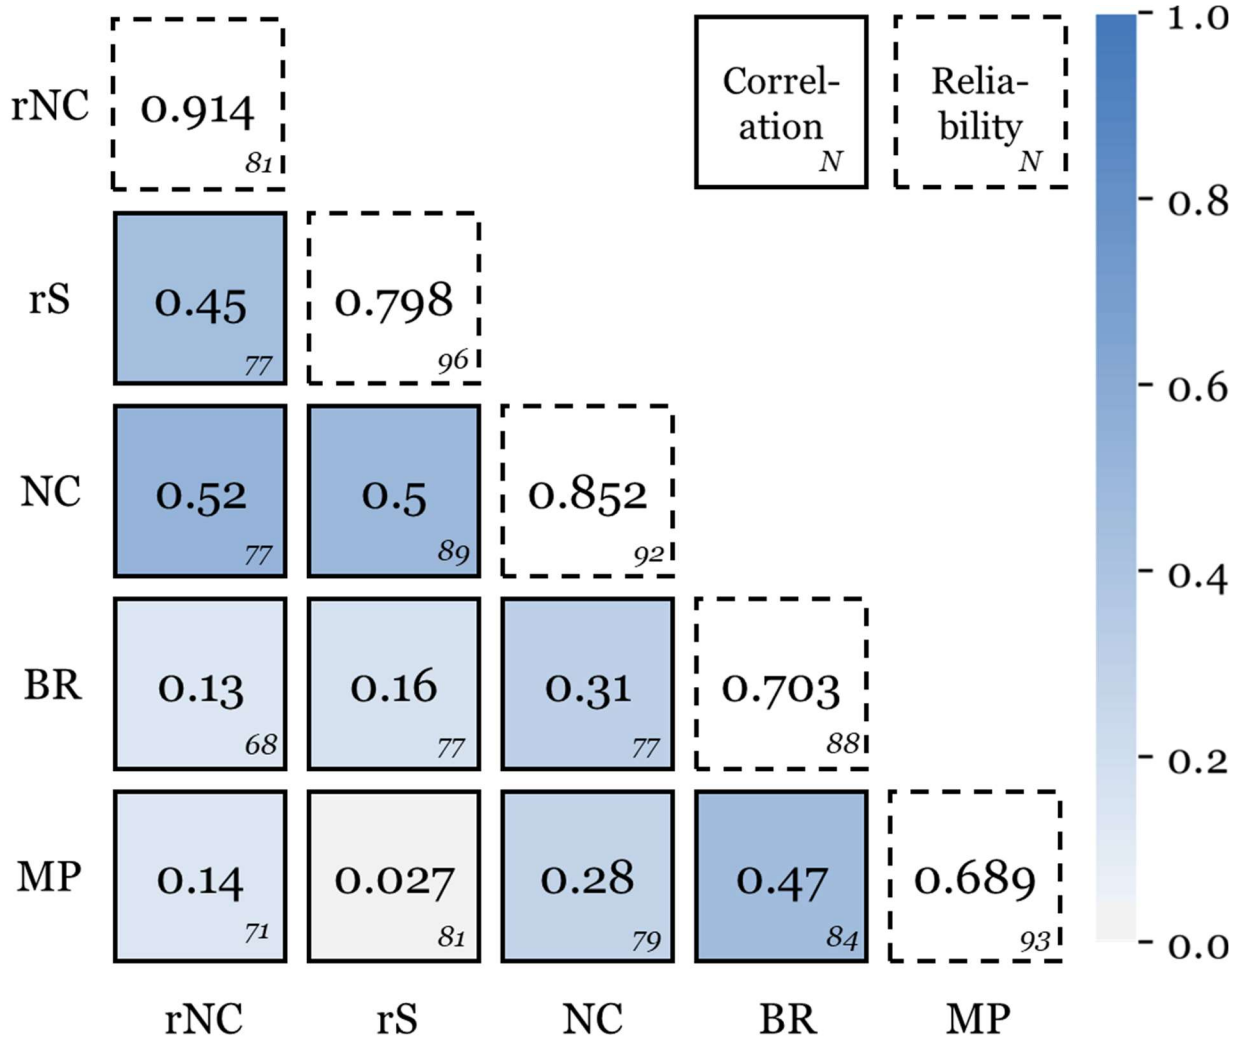 rNC
0.914
81
Correl-
ation
N
Relia-
bility
N
1.0
0.8
0.6
0.4
0.2
0.0
rS
0.45
77
0.798
96
NC
0.52
77
0.5
89
0.852
92
BR
0.13
68
0.16
77
0.31
77
0.703
88
MP
0.14
71
0.027
81
0.28
79
0.47
84
0.689
93
rNC
rS
NC
BR
MP